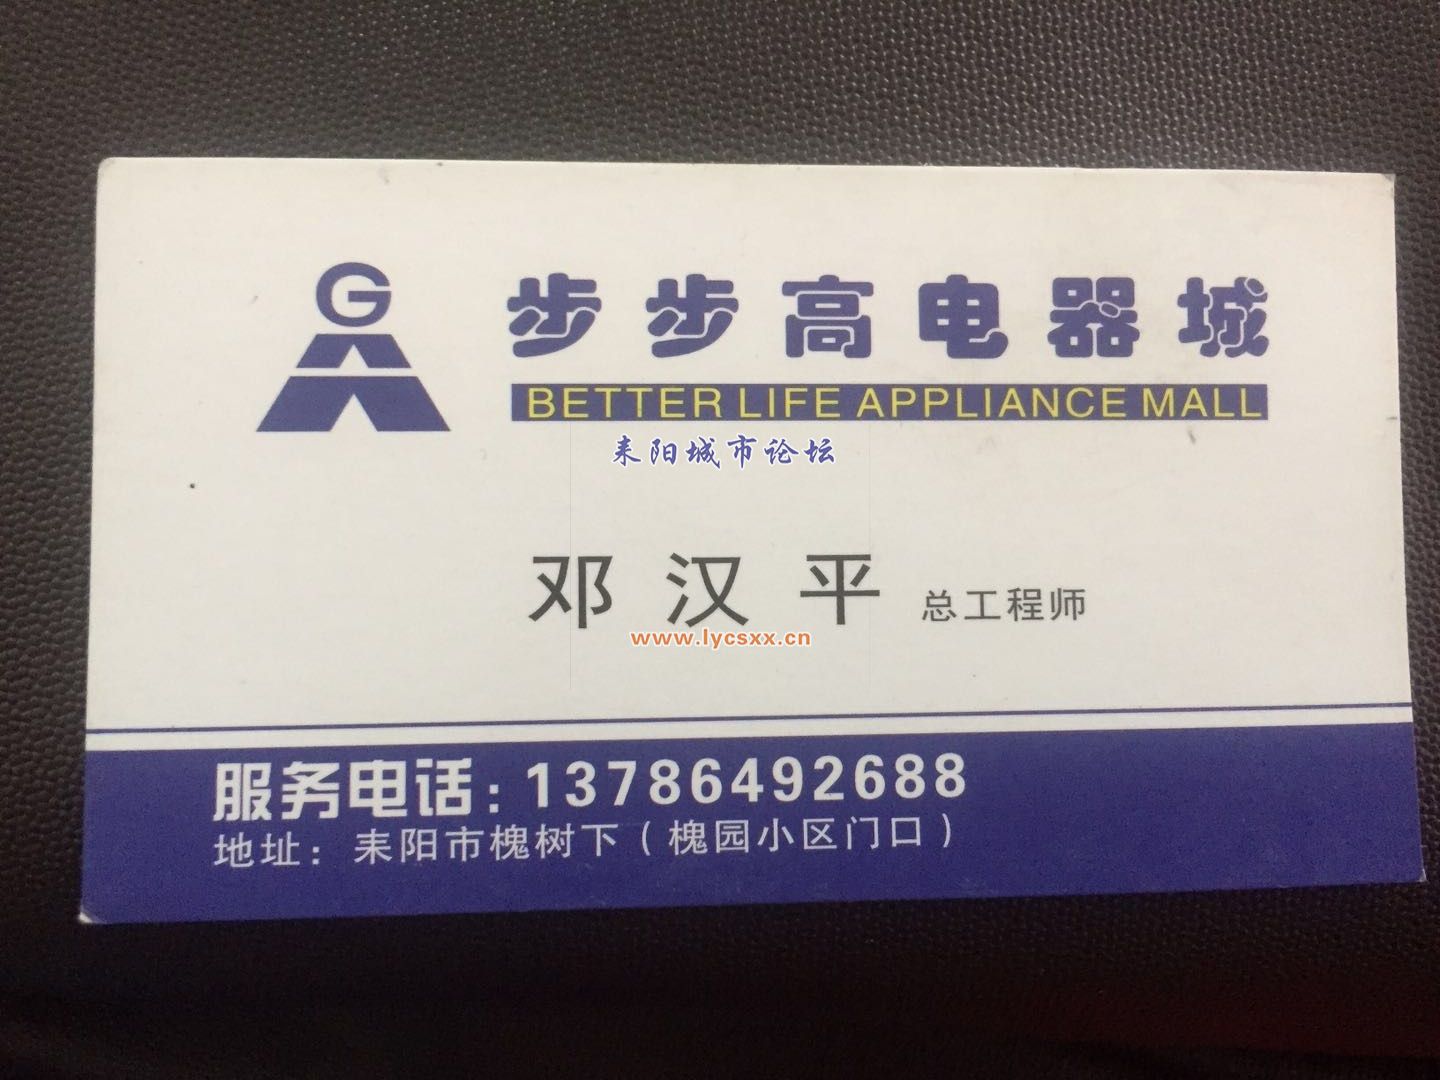 G
步步高电器城
BETTER LIFE APPLIANCE MALL
耒阳城市论坛
邓汉平 总工程师
www.lycsxx.cn
服务电话: 13786492688
地址: 耒阳市槐树下(槐园小区门口)